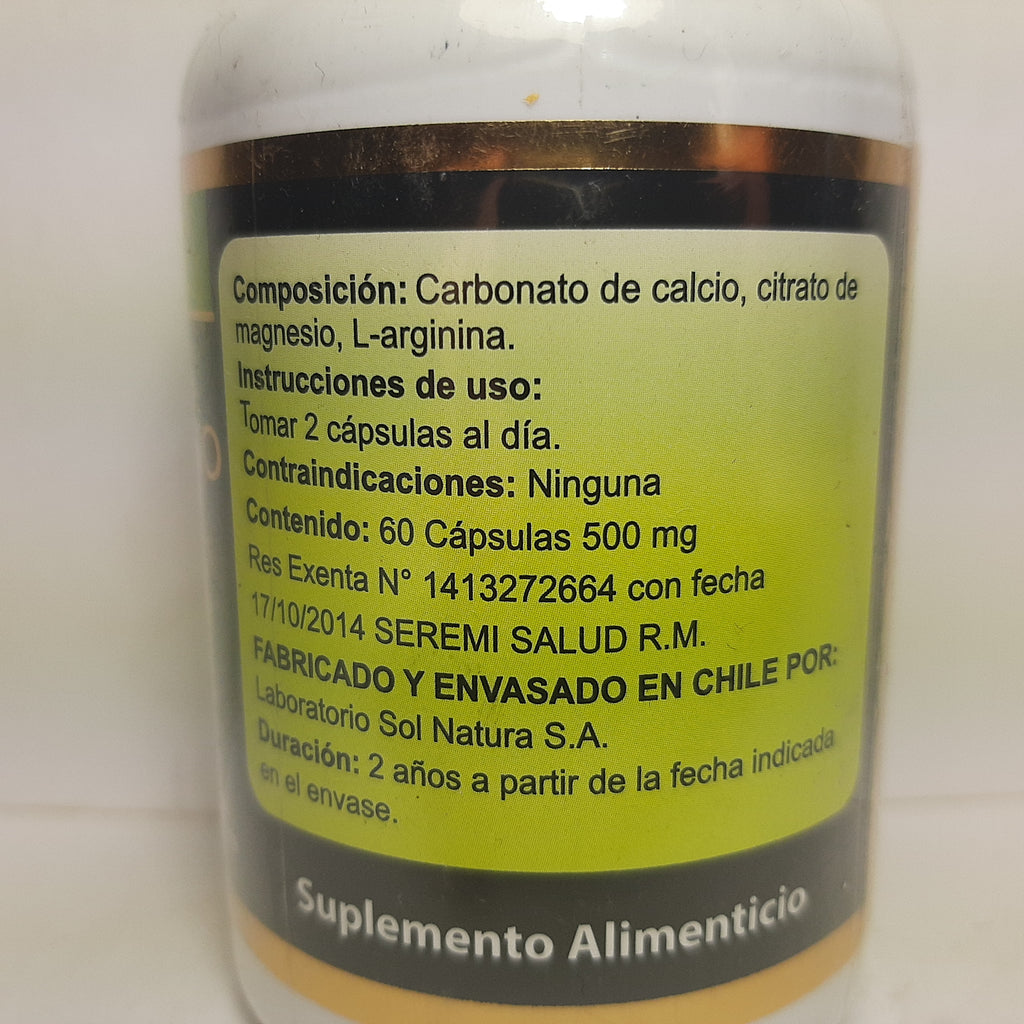 Composición: Carbonato de calcio, citrato de
magnesio, L-arginina.
Instrucciones de uso:
Tomar 2 cápsulas al día.
Contraindicaciones: Ninguna
Contenido: 60 Cápsulas 500 mg
Res Exenta N° 1413272664 con fecha
17/10/2014 SEREMI SALUD R.M.
FABRICADO Y ENVASADO EN CHILE POR:
Laboratorio Sol Natura S.A.
Duración: 2 años a partir de la fecha indicada
en el envase.
Suplemento Alimenticio